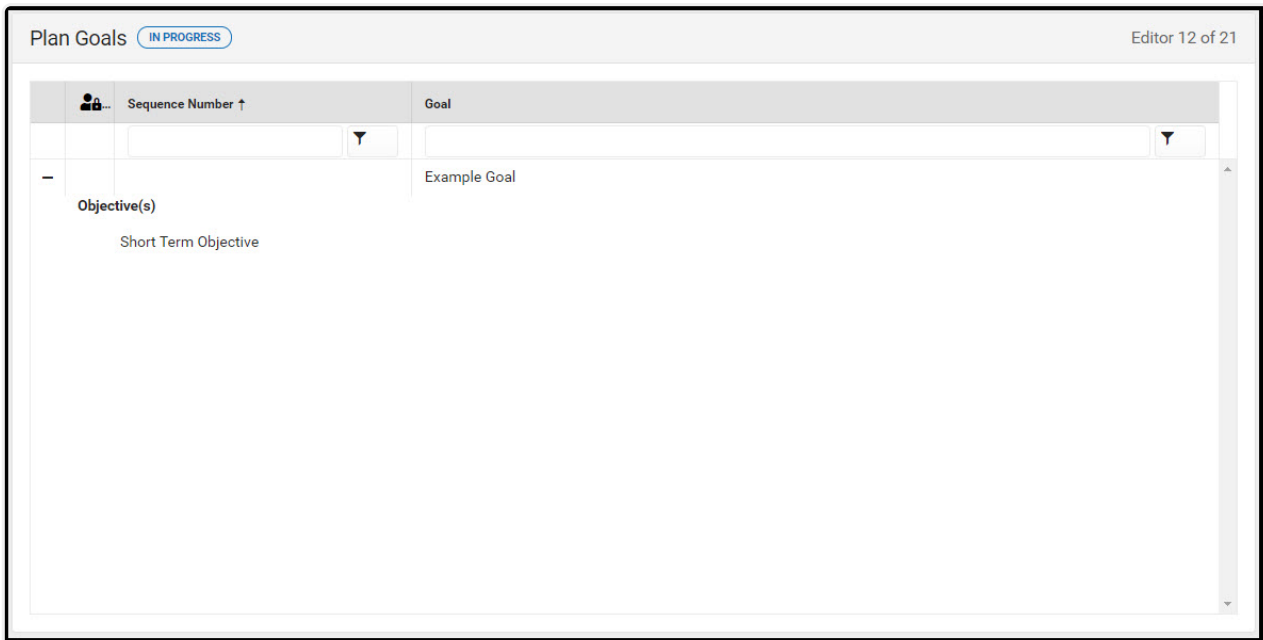 Plan Goals IN PROGRESS Editor 12 of 21
... Sequence Number ↑ Goal
Example Goal
Objective(s)
Short Term Objective